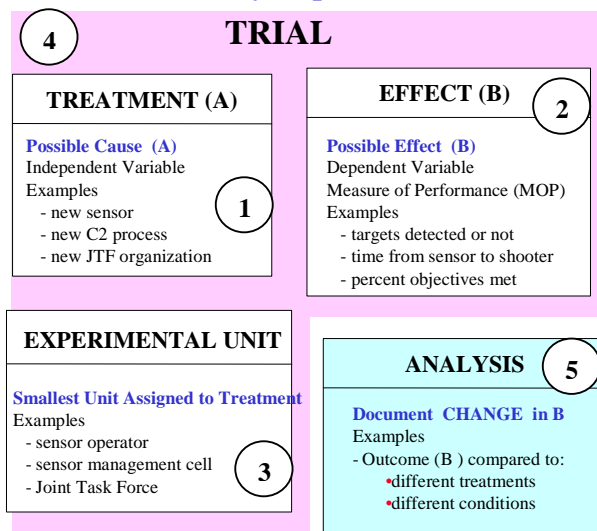 4
TRIAL
TREATMENT (A)
Possible Cause (A)
Independent Variable
Examples
- new sensor
- new C2 process
- new JTF organization
1
EFFECT (B)
2
Possible Effect (B)
Dependent Variable
Measure of Performance (MOP)
Examples
- targets detected or not
- time from sensor to shooter
- percent objectives met
EXPERIMENTAL UNIT
Smallest Unit Assigned to Treatment
Examples
- sensor operator
- sensor management cell
- Joint Task Force
3
ANALYSIS
5
Document CHANGE in B
Examples
- Outcome (B ) compared to:
•different treatments
•different conditions